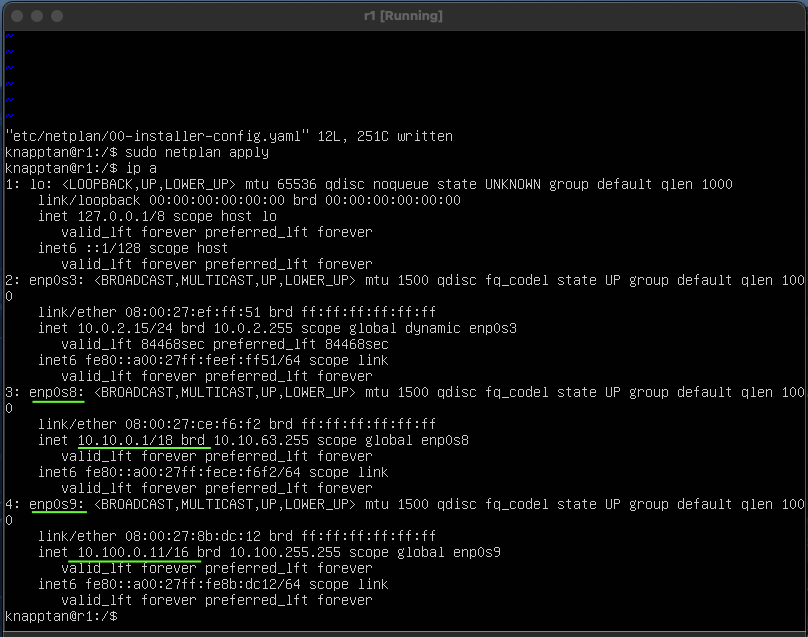 r1 [Running]
~
~
~
~
~
~
"etc/netplan/00-installer-config.yaml" 12L, 251C written
knapptan@r1:/$ sudo netplan apply
knapptan@r1:/$ ip a
1: lo: <LOOPBACK,UP,LOWER_UP> mtu 65536 qdisc noqueue state UNKNOWN group default qlen 1000
    link/loopback 00:00:00:00:00:00 brd 00:00:00:00:00:00
    inet 127.0.0.1/8 scope host lo
       valid_lft forever preferred_lft forever
    inet6 ::1/128 scope host
       valid_lft forever preferred_lft forever
2: enp0s3: <BROADCAST,MULTICAST,UP,LOWER_UP> mtu 1500 qdisc fq_codel state UP group default qlen 100
0
    link/ether 08:00:27:ef:ff:51 brd ff:ff:ff:ff:ff:ff
    inet 10.0.2.15/24 brd 10.0.2.255 scope global dynamic enp0s3
       valid_lft 84468sec preferred_lft 84468sec
    inet6 fe80::a00:27ff:feef:ff51/64 scope link
       valid_lft forever preferred_lft forever
3: enp0s8: <BROADCAST,MULTICAST,UP,LOWER_UP> mtu 1500 qdisc fq_codel state UP group default qlen 100
0
    link/ether 08:00:27:ce:f6:f2 brd ff:ff:ff:ff:ff:ff
    inet 10.10.0.1/18 brd 10.10.63.255 scope global enp0s8
       valid_lft forever preferred_lft forever
    inet6 fe80::a00:27ff:fece:f6f2/64 scope link
       valid_lft forever preferred_lft forever
4: enp0s9: <BROADCAST,MULTICAST,UP,LOWER_UP> mtu 1500 qdisc fq_codel state UP group default qlen 100
0
    link/ether 08:00:27:8b:dc:12 brd ff:ff:ff:ff:ff:ff
    inet 10.100.0.11/16 brd 10.100.255.255 scope global enp0s9
       valid_lft forever preferred_lft forever
    inet6 fe80::a00:27ff:fe8b:dc12/64 scope link
       valid_lft forever preferred_lft forever
knapptan@r1:/$